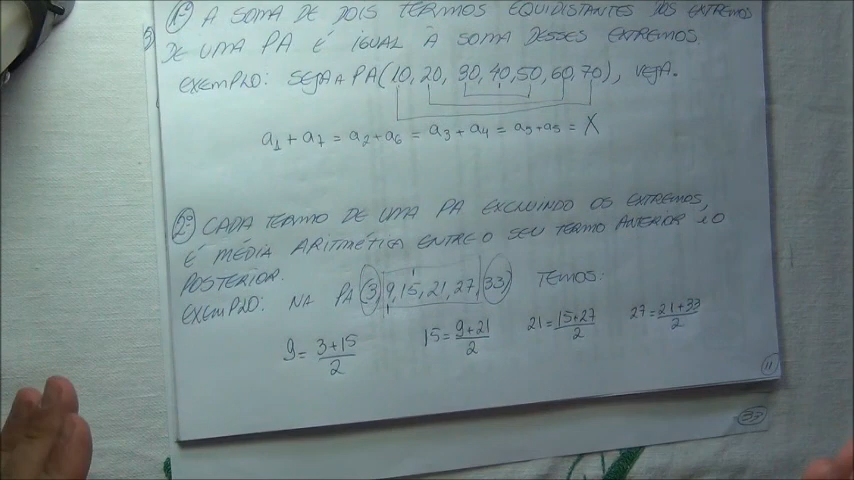 1º A SOMA DE DOIS TERMOS EQUIDISTANTES DOS EXTREMOS
DE UMA PA É IGUAL A SOMA DESSES EXTREMOS.
EXEMPLO: SEJA A PA(10,20,30,40,50,60,70), VEJA.
a1 + a7 = a2 + a6 = a3 + a4 = a5 + a5 = X
2º CADA TERMO DE UMA PA EXCLUINDO OS EXTREMOS,
É MÉDIA ARITMÉTICA ENTRE O SEU TERMO ANTERIOR E O
POSTERIOR.
EXEMPLO: NA PA (3,9,15,21,27,33) TEMOS:
9 = 3+15/2 15 = 9+21/2 21 = 15+27/2 27 = 21+33/2
11
33